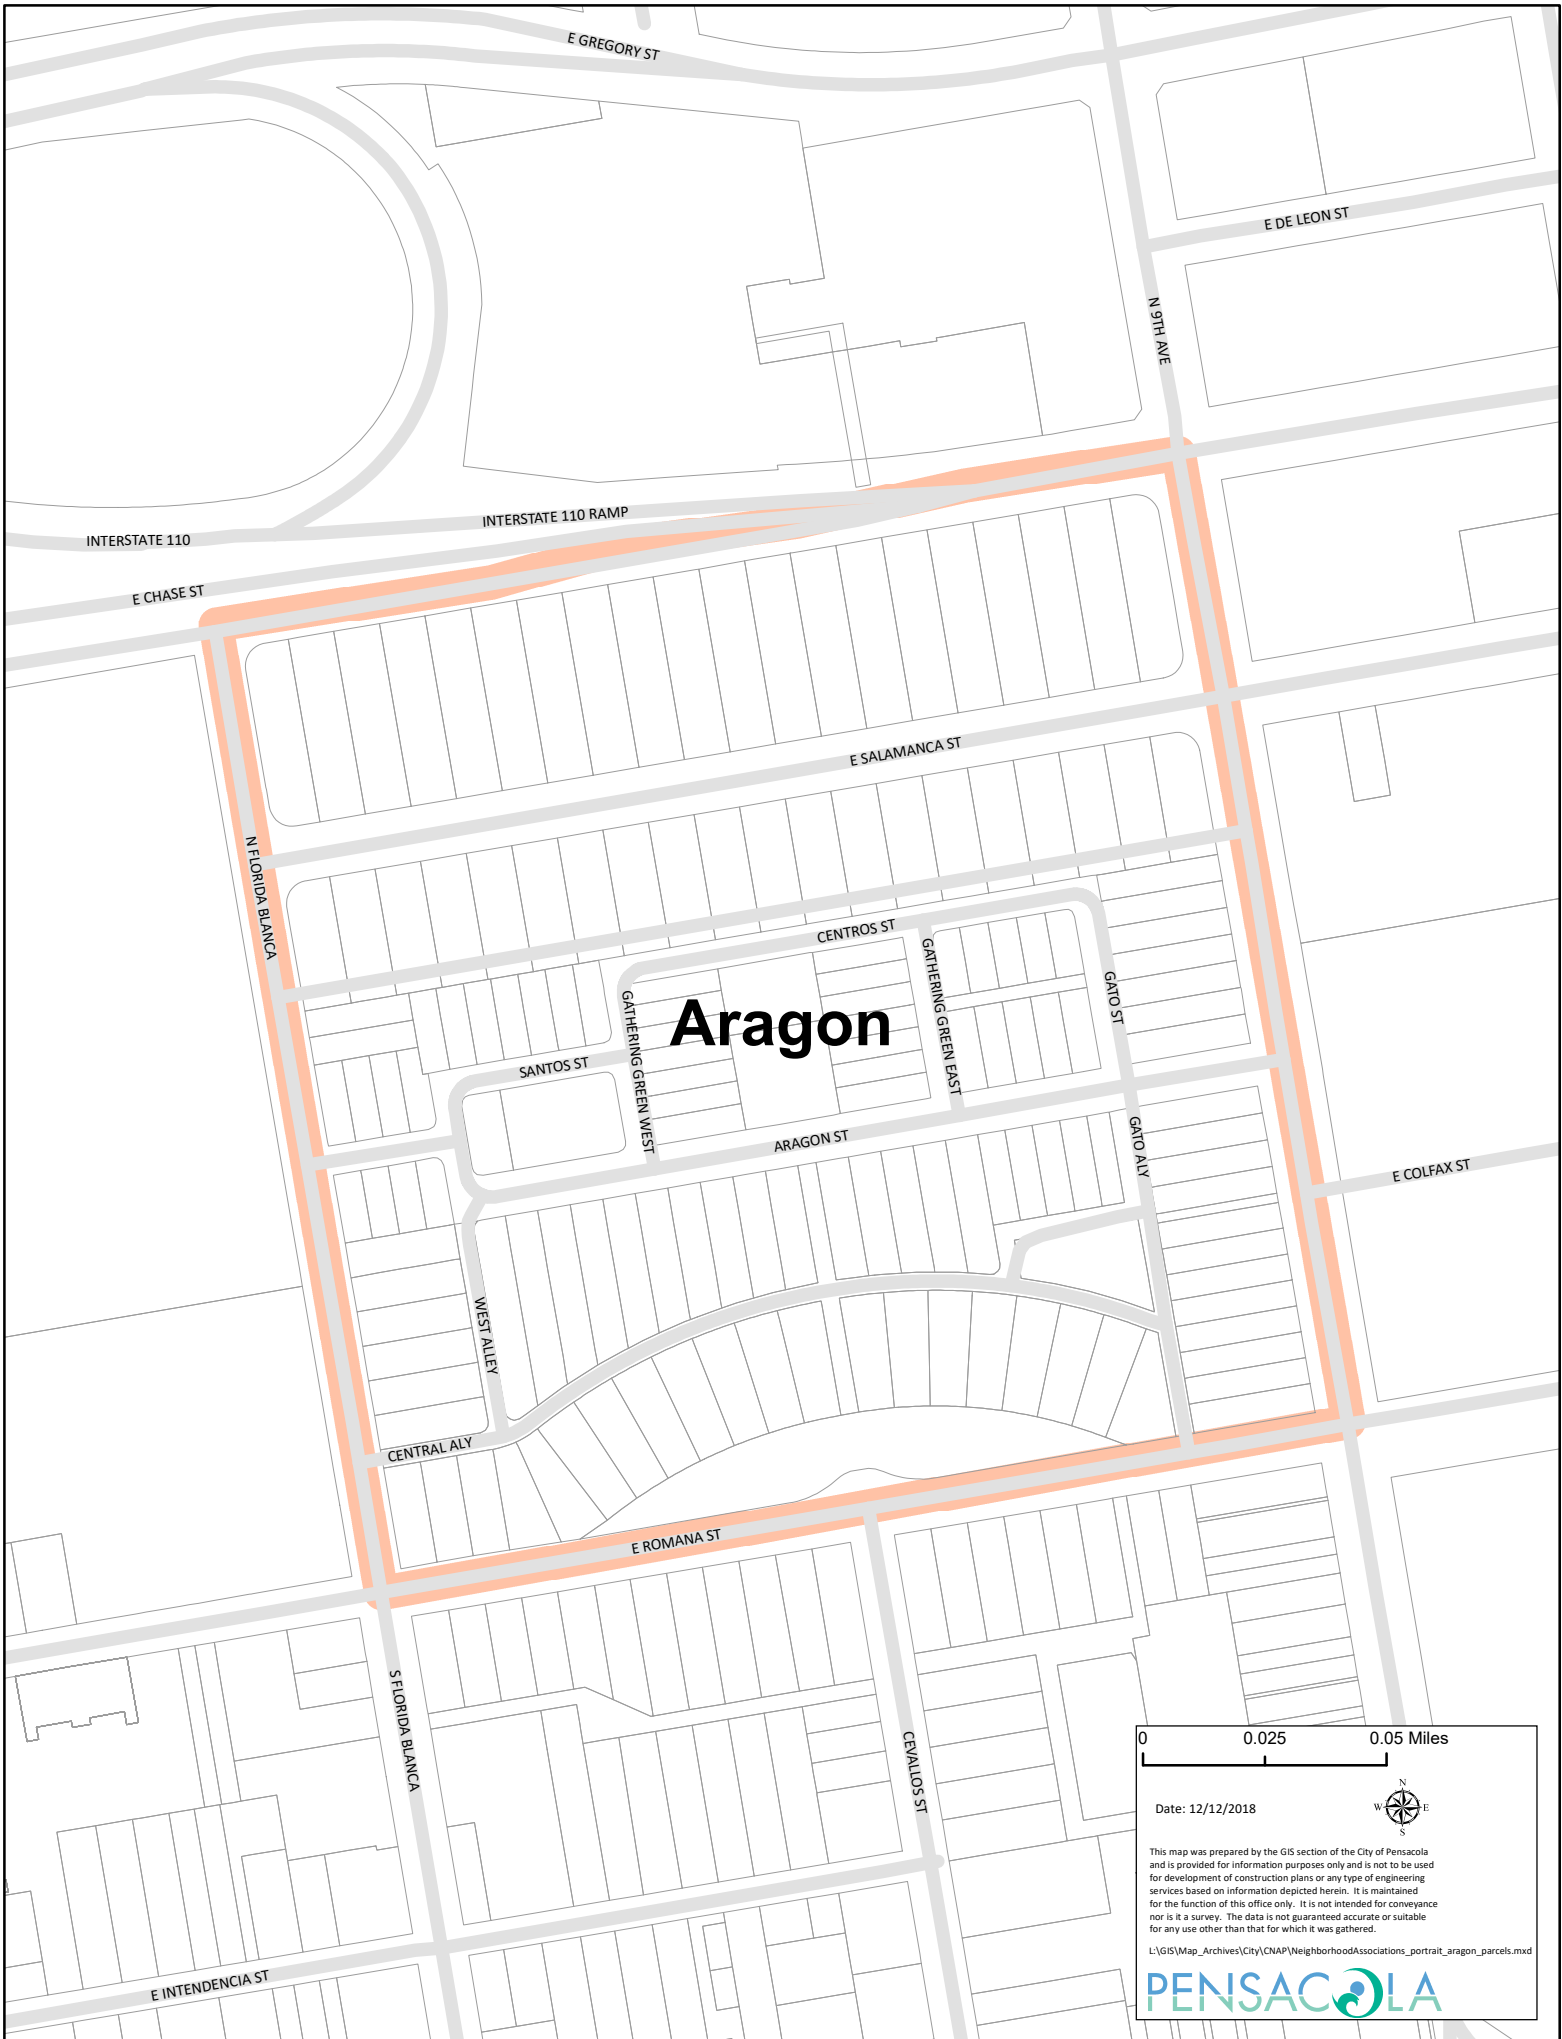 E GREGORY ST
E DE LEON ST
N 9TH AVE
INTERSTATE 110 RAMP
INTERSTATE 110
E CHASE ST
E SALAMANCA ST
N FLORIDA BLANCA
CENTROS ST
GATHERING GREEN WEST
Aragon
GATHERING GREEN EAST
GATO ST
SANTOS ST
ARAGON ST
GATO ALY
E COLFAX ST
WEST ALLEY
CENTRAL ALY
E ROMANA ST
S FLORIDA BLANCA
CEVALLOS ST
E INTENDENCIA ST
0 0.025 0.05 Miles
Date: 12/12/2018
N
W E
S
This map was prepared by the GIS section of the City of Pensacola
and is provided for information purposes only and is not to be used
for development of construction plans or any type of engineering
services based on information depicted herein. It is maintained
for the function of this office only. It is not intended for conveyance
nor is it a survey. The data is not guaranteed accurate or suitable
for any use other than that for which it was gathered.
L:\GIS\Map_Archives\City\CNAP\NeighborhoodAssociations_portrait_aragon_parcels.mxd
PENSACOLA